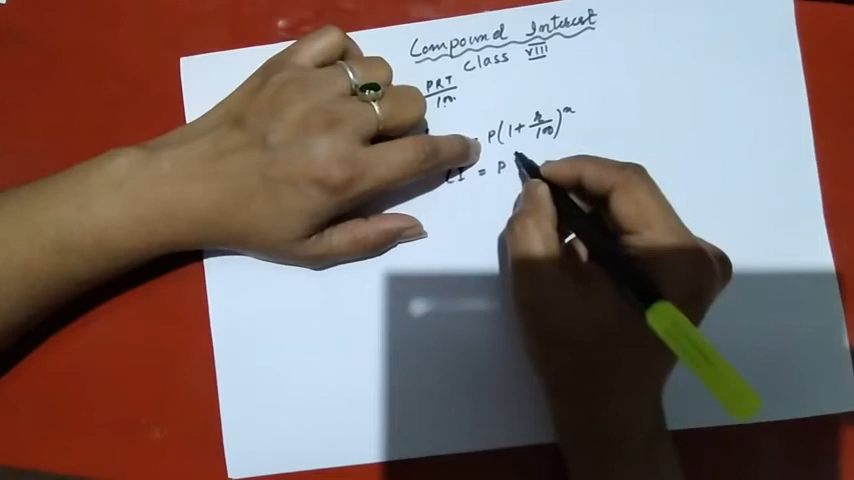 Compound Interest
Class VIII
PRT
100
= P(1 + r/100)^n
CI = P